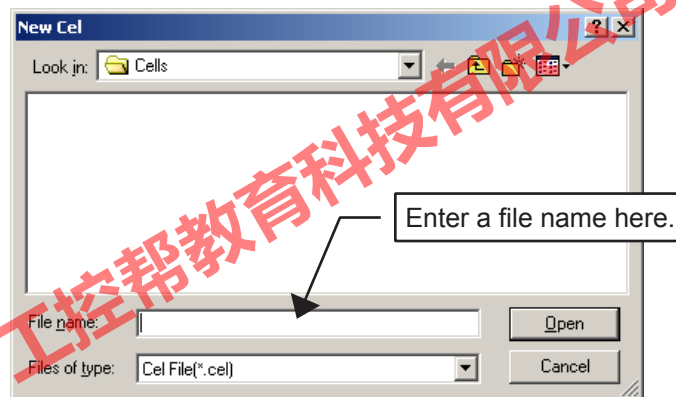 New Cel
Look in: Cells
Enter a file name here.
File name:
Open
Files of type: Cel File(*.cel)
Cancel
工控帮教育科技有限公司